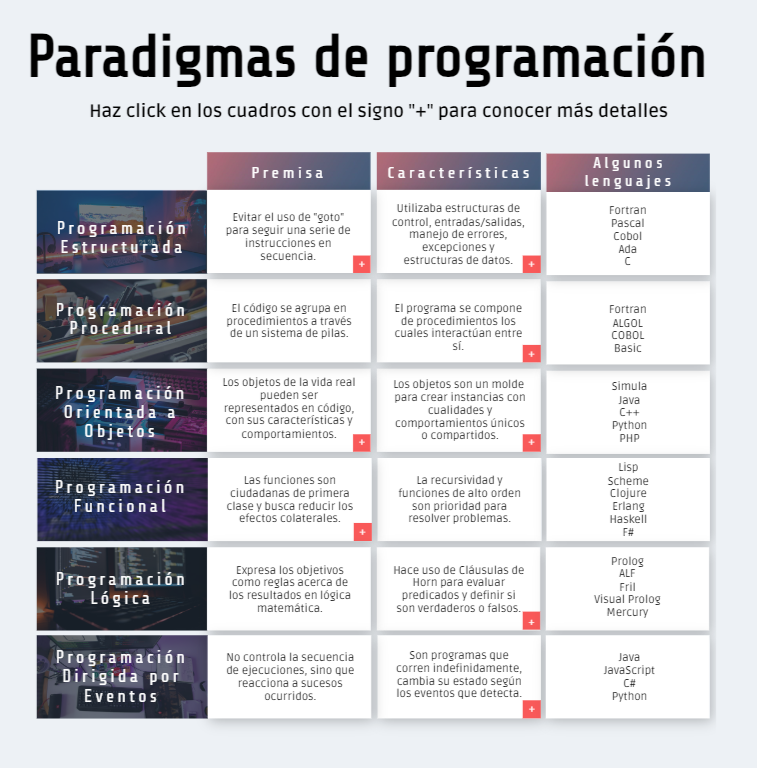 Paradigmas de programación
Haz click en los cuadros con el signo "+" para conocer más detalles
Premisa
Características
Algunos
lenguajes
Programación
Estructurada
Evitar el uso de "goto"
para seguir una serie de
instrucciones en
secuencia.
+
Utilizaba estructuras de
control, entradas/salidas,
manejo de errores,
excepciones y
estructuras de datos.
+
Fortran
Pascal
Cobol
Ada
C
Programación
Procedural
El código se agrupa en
procedimientos a través
de un sistema de pilas.
El programa se compone
de procedimientos los
cuales interactúan entre
sí.
+
Fortran
ALGOL
COBOL
Basic
Programación
Orientada a
Objetos
Los objetos de la vida real
pueden ser
representados en código,
con sus características y
comportamientos.
+
Los objetos son un molde
para crear instancias con
cualidades y
comportamientos únicos
o compartidos.
+
Simula
Java
C++
Python
PHP
Programación
Funcional
Las funciones son
ciudadanas de primera
clase y busca reducir los
efectos colaterales.
+
La recursividad y
funciones de alto orden
son prioridad para
resolver problemas.
Lisp
Scheme
Clojure
Erlang
Haskell
F#
Programación
Lógica
Expresa los objetivos
como reglas acerca de
los resultados en lógica
matemática.
Hace uso de Cláusulas de
Horn para evaluar
predicados y definir si
son verdaderos o falsos.
+
Prolog
ALF
Fril
Visual Prolog
Mercury
Programación
Dirigida por
Eventos
No controla la secuencia
de ejecuciones, sino que
reacciona a sucesos
ocurridos.
Son programas que
corren indefinidamente,
cambia su estado según
los eventos que detecta.
+
Java
JavaScript
C#
Python